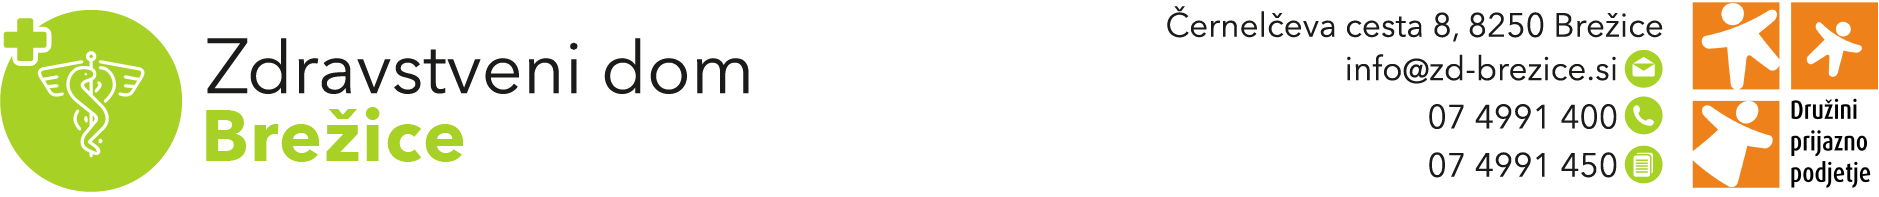 Zdravstveni dom
Brežice
Černelčeva cesta 8, 8250 Brežice
info@zd-brezice.si
07 4991 400
07 4991 450
Družini
prijazno
podjetje